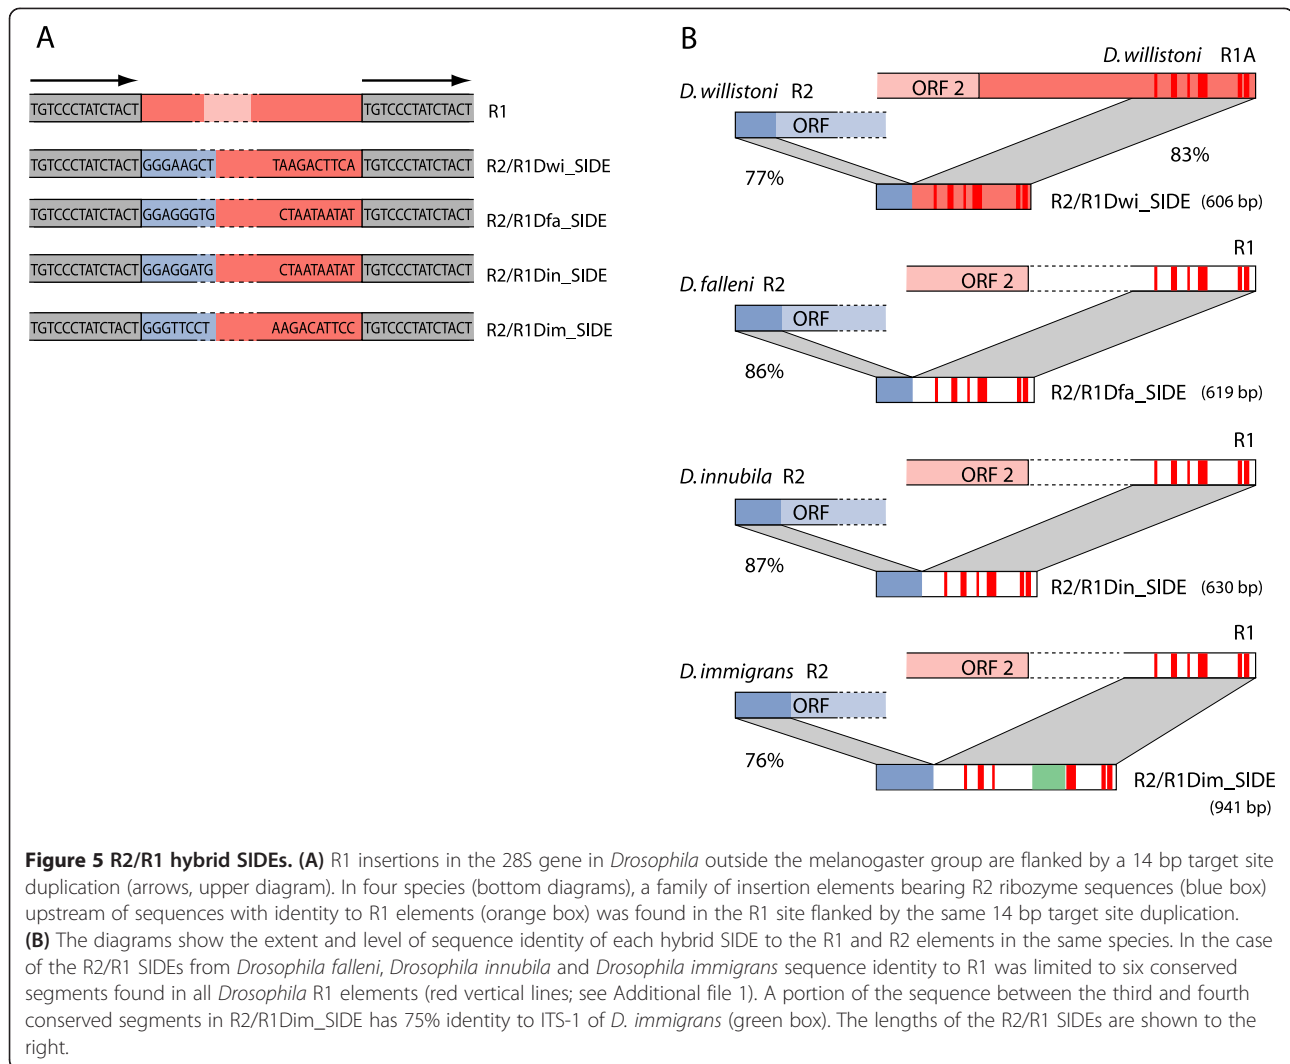 A
TGTCCCTATCTACT TGTCCCTATCTACT R1
TGTCCCTATCTACT GGGAAGCT TAAGACTTCA TGTCCCTATCTACT R2/R1Dwi_SIDE
TGTCCCTATCTACT GGAGGGTG CTAATAATAT TGTCCCTATCTACT R2/R1Dfa_SIDE
TGTCCCTATCTACT GGAGGATG CTAATAATAT TGTCCCTATCTACT R2/R1Din_SIDE
TGTCCCTATCTACT GGGTTCCT AAGACATTCC TGTCCCTATCTACT R2/R1Dim_SIDE
B
D. willistoni R1A
ORF 2
D. willistoni R2
ORF
77%
83%
R2/R1Dwi_SIDE (606 bp)
R1
ORF 2
D. falleni R2
ORF
86%
R2/R1Dfa_SIDE (619 bp)
R1
ORF 2
D. innubila R2
ORF
87%
R2/R1Din_SIDE (630 bp)
R1
ORF 2
D. immigrans R2
ORF
76%
R2/R1Dim_SIDE
(941 bp)
Figure 5 R2/R1 hybrid SIDEs. (A) R1 insertions in the 28S gene in Drosophila outside the melanogaster group are flanked by a 14 bp target site
duplication (arrows, upper diagram). In four species (bottom diagrams), a family of insertion elements bearing R2 ribozyme sequences (blue box)
upstream of sequences with identity to R1 elements (orange box) was found in the R1 site flanked by the same 14 bp target site duplication.
(B) The diagrams show the extent and level of sequence identity of each hybrid SIDE to the R1 and R2 elements in the same species. In the case
of the R2/R1 SIDEs from Drosophila falleni, Drosophila innubila and Drosophila immigrans sequence identity to R1 was limited to six conserved
segments found in all Drosophila R1 elements (red vertical lines; see Additional file 1). A portion of the sequence between the third and fourth
conserved segments in R2/R1Dim_SIDE has 75% identity to ITS-1 of D. immigrans (green box). The lengths of the R2/R1 SIDEs are shown to the
right.